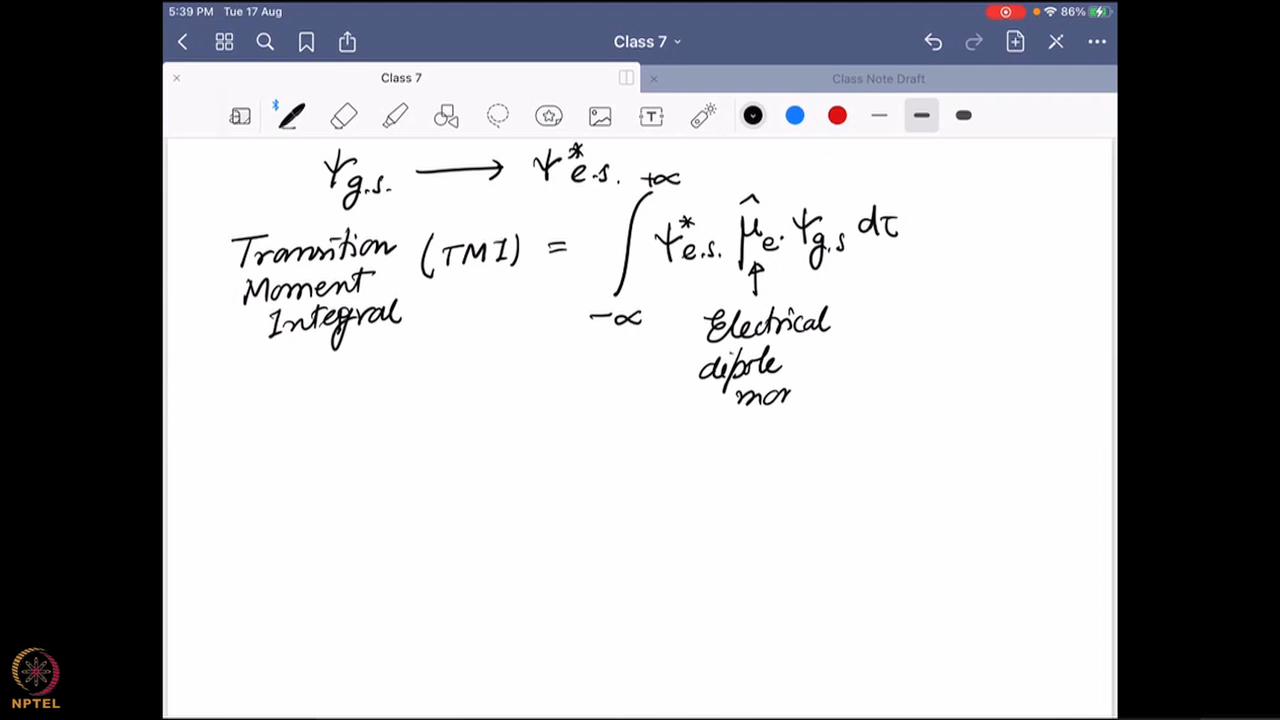 5:39 PM Tue 17 Aug 86%
Class 7
Class 7 Class Note Draft
T
Ψg.s. ⟶ Ψ*e.s.
Transition (TMI) = ∫ +∝ −∝ Ψ*e.s. μ̂e. Ψg.s dτ
Moment
Integral
Electrical
dipole
mor
NPTEL